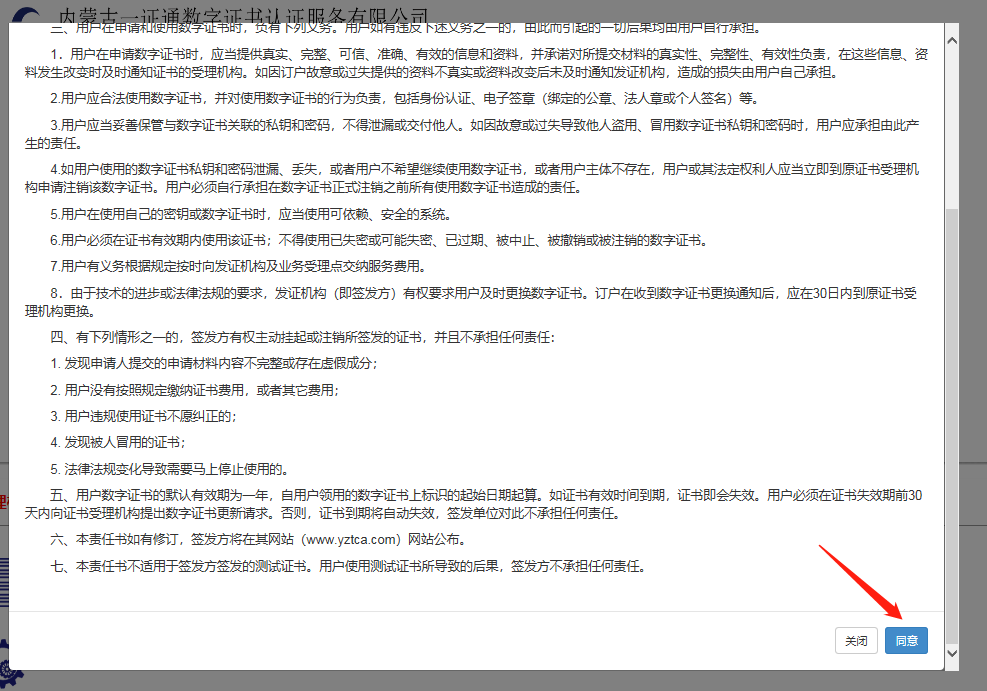 内蒙古一证通数字证书认证服务有限公司
三、用户在申请和使用数字证书时，负有下列义务。用户如有违反下述义务之一的，由此而引起的一切后果均由用户自行承担。
1．用户在申请数字证书时，应当提供真实、完整、可信、准确、有效的信息和资料，并承诺对所提交材料的真实性、完整性、有效性负责，在这些信息、资
料发生改变时及时通知证书的受理机构。如因订户故意或过失提供的资料不真实或资料改变后未及时通知发证机构，造成的损失由用户自己承担。
2.用户应合法使用数字证书，并对使用数字证书的行为负责，包括身份认证、电子签章（绑定的公章、法人章或个人签名）等。
3.用户应当妥善保管与数字证书关联的私钥和密码，不得泄漏或交付他人。如因故意或过失导致他人盗用、冒用数字证书私钥和密码时，用户应承担由此产
生的责任。
4.如用户使用的数字证书私钥和密码泄漏、丢失，或者用户不希望继续使用数字证书，或者用户主体不存在，用户或其法定权利人应当立即到原证书受理机
构申请注销该数字证书。用户必须自行承担在数字证书正式注销之前所有使用数字证书造成的责任。
5.用户在使用自己的密钥或数字证书时，应当使用可依赖、安全的系统。
6.用户必须在证书有效期内使用该证书；不得使用已失密或可能失密、已过期、被中止、被撤销或被注销的数字证书。
7.用户有义务根据规定按时向发证机构及业务受理点交纳服务费用。
8．由于技术的进步或法律法规的要求，发证机构（即签发方）有权要求用户及时更换数字证书。订户在收到数字证书更换通知后，应在30日内到原证书受
理机构更换。
四、有下列情形之一的，签发方有权主动挂起或注销所签发的证书，并且不承担任何责任：
1. 发现申请人提交的申请材料内容不完整或存在虚假成分；
2. 用户没有按照规定缴纳证书费用，或者其它费用；
3. 用户违规使用证书不愿纠正的；
4. 发现被人冒用的证书；
5. 法律法规变化导致需要马上停止使用的。
五、用户数字证书的默认有效期为一年，自用户领用的数字证书上标识的起始日期起算。如证书有效时间到期，证书即会失效。用户必须在证书失效期前30
天内向证书受理机构提出数字证书更新请求。否则，证书到期将自动失效，签发单位对此不承担任何责任。
六、本责任书如有修订，签发方将在其网站（www.yztca.com）网站公布。
七、本责任书不适用于签发方签发的测试证书。用户使用测试证书所导致的后果，签发方不承担任何责任。
关闭 同意